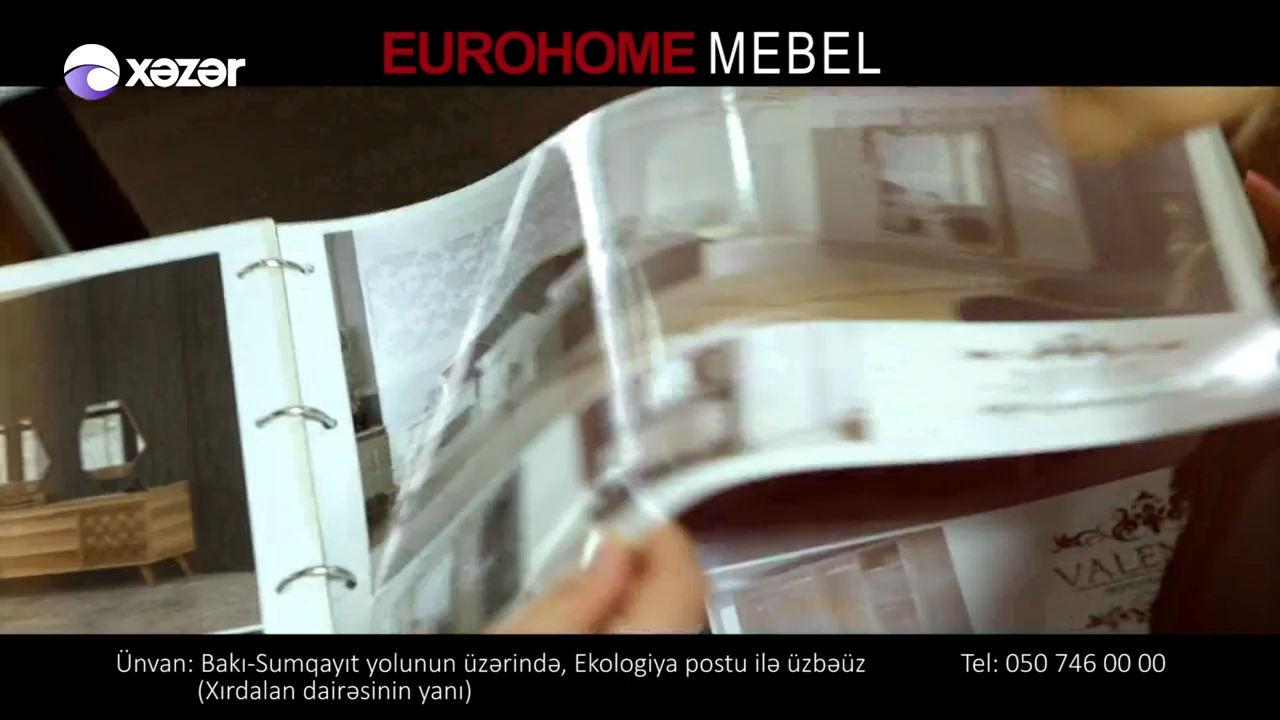 xəzər
EUROHOME MEBEL
Ünvan: Bakı-Sumqayıt yolunun üzərində, Ekologiya postu ilə üzbəüz
(Xırdalan dairəsinin yanı)
Tel: 050 746 00 00